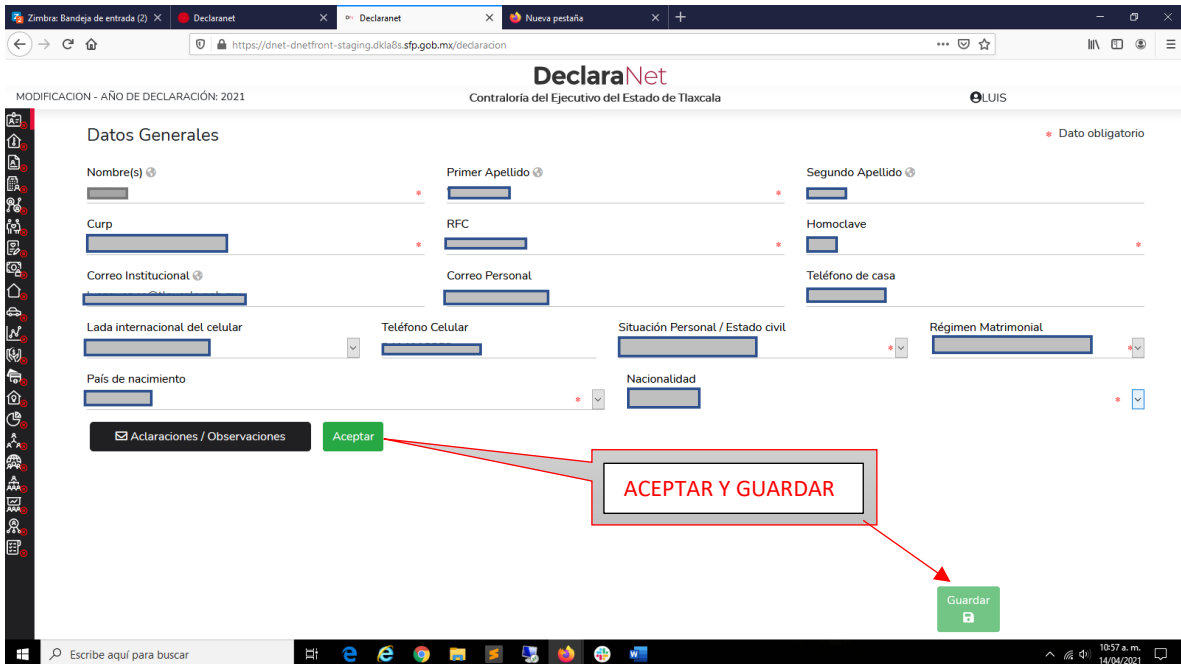 Zimbra: Bandeja de entrada (2)
Declaranet
Declaranet
Nueva pestaña
https://dnet-dnetfront-staging.dkla8s.sfp.gob.mx/declaracion
DeclaraNet
MODIFICACION - AÑO DE DECLARACIÓN: 2021
Contraloría del Ejecutivo del Estado de Tlaxcala
LUIS
Datos Generales
* Dato obligatorio
Nombre(s)
Primer Apellido
Segundo Apellido
*
*
Curp
RFC
Homoclave
*
*
*
Correo Institucional
Correo Personal
Teléfono de casa
Lada internacional del celular
Teléfono Celular
Situación Personal / Estado civil
Régimen Matrimonial
*
*
País de nacimiento
Nacionalidad
*
*
Aclaraciones / Observaciones
Aceptar
ACEPTAR Y GUARDAR
Guardar
Escribe aquí para buscar
10:57 a. m.
14/04/2021